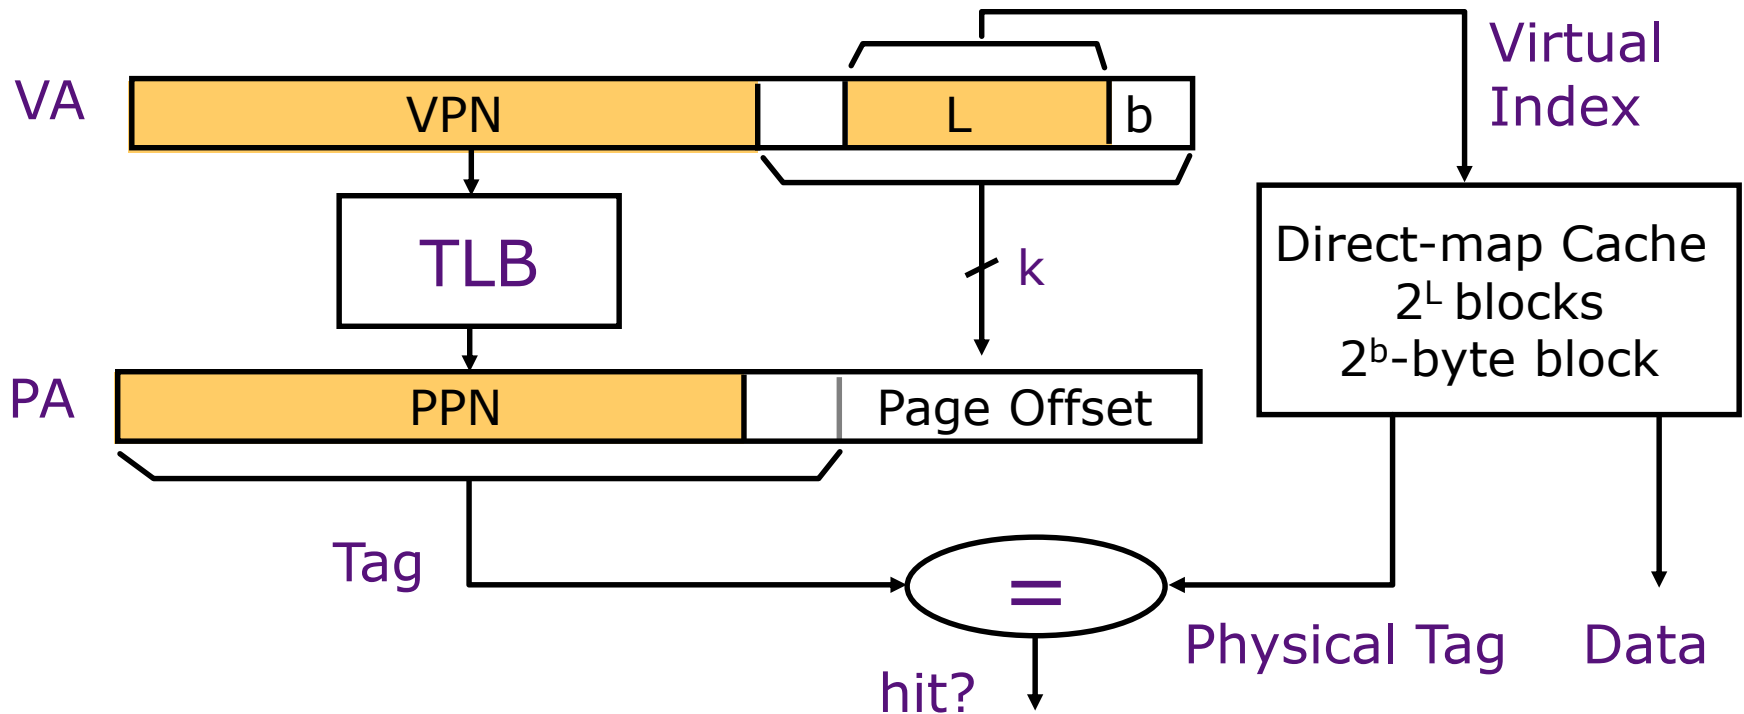 VA
VPN
L
b
Virtual
Index
TLB
k
Direct-map Cache
2ᴸ blocks
2ᵇ-byte block
PA
PPN
Page Offset
Tag
=
Physical Tag
Data
hit?